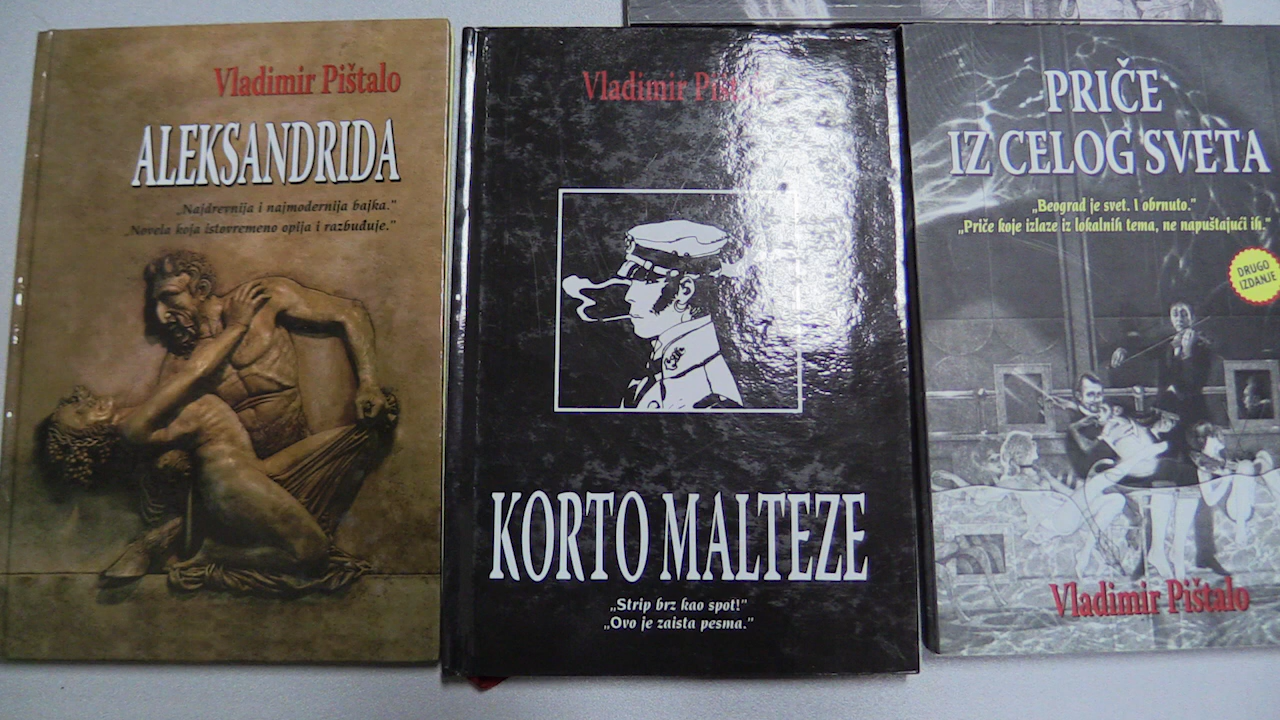 Vladimir Pištalo
ALEKSANDRIDA
„Najdrevnija i najmodernija bajka.”
„Novela koja istovremeno opija i razbuđuje.”
Vladimir Pištalo
KORTO MALTEZE
„Strip brz kao spot!”
„Ovo je zaista pesma.”
PRIČE
IZ CELOG SVETA
„Beograd je svet. I obrnuto.”
„Priče koje izlaze iz lokalnih tema, ne napuštajući ih.”
DRUGO
IZDANJE
Vladimir Pištalo